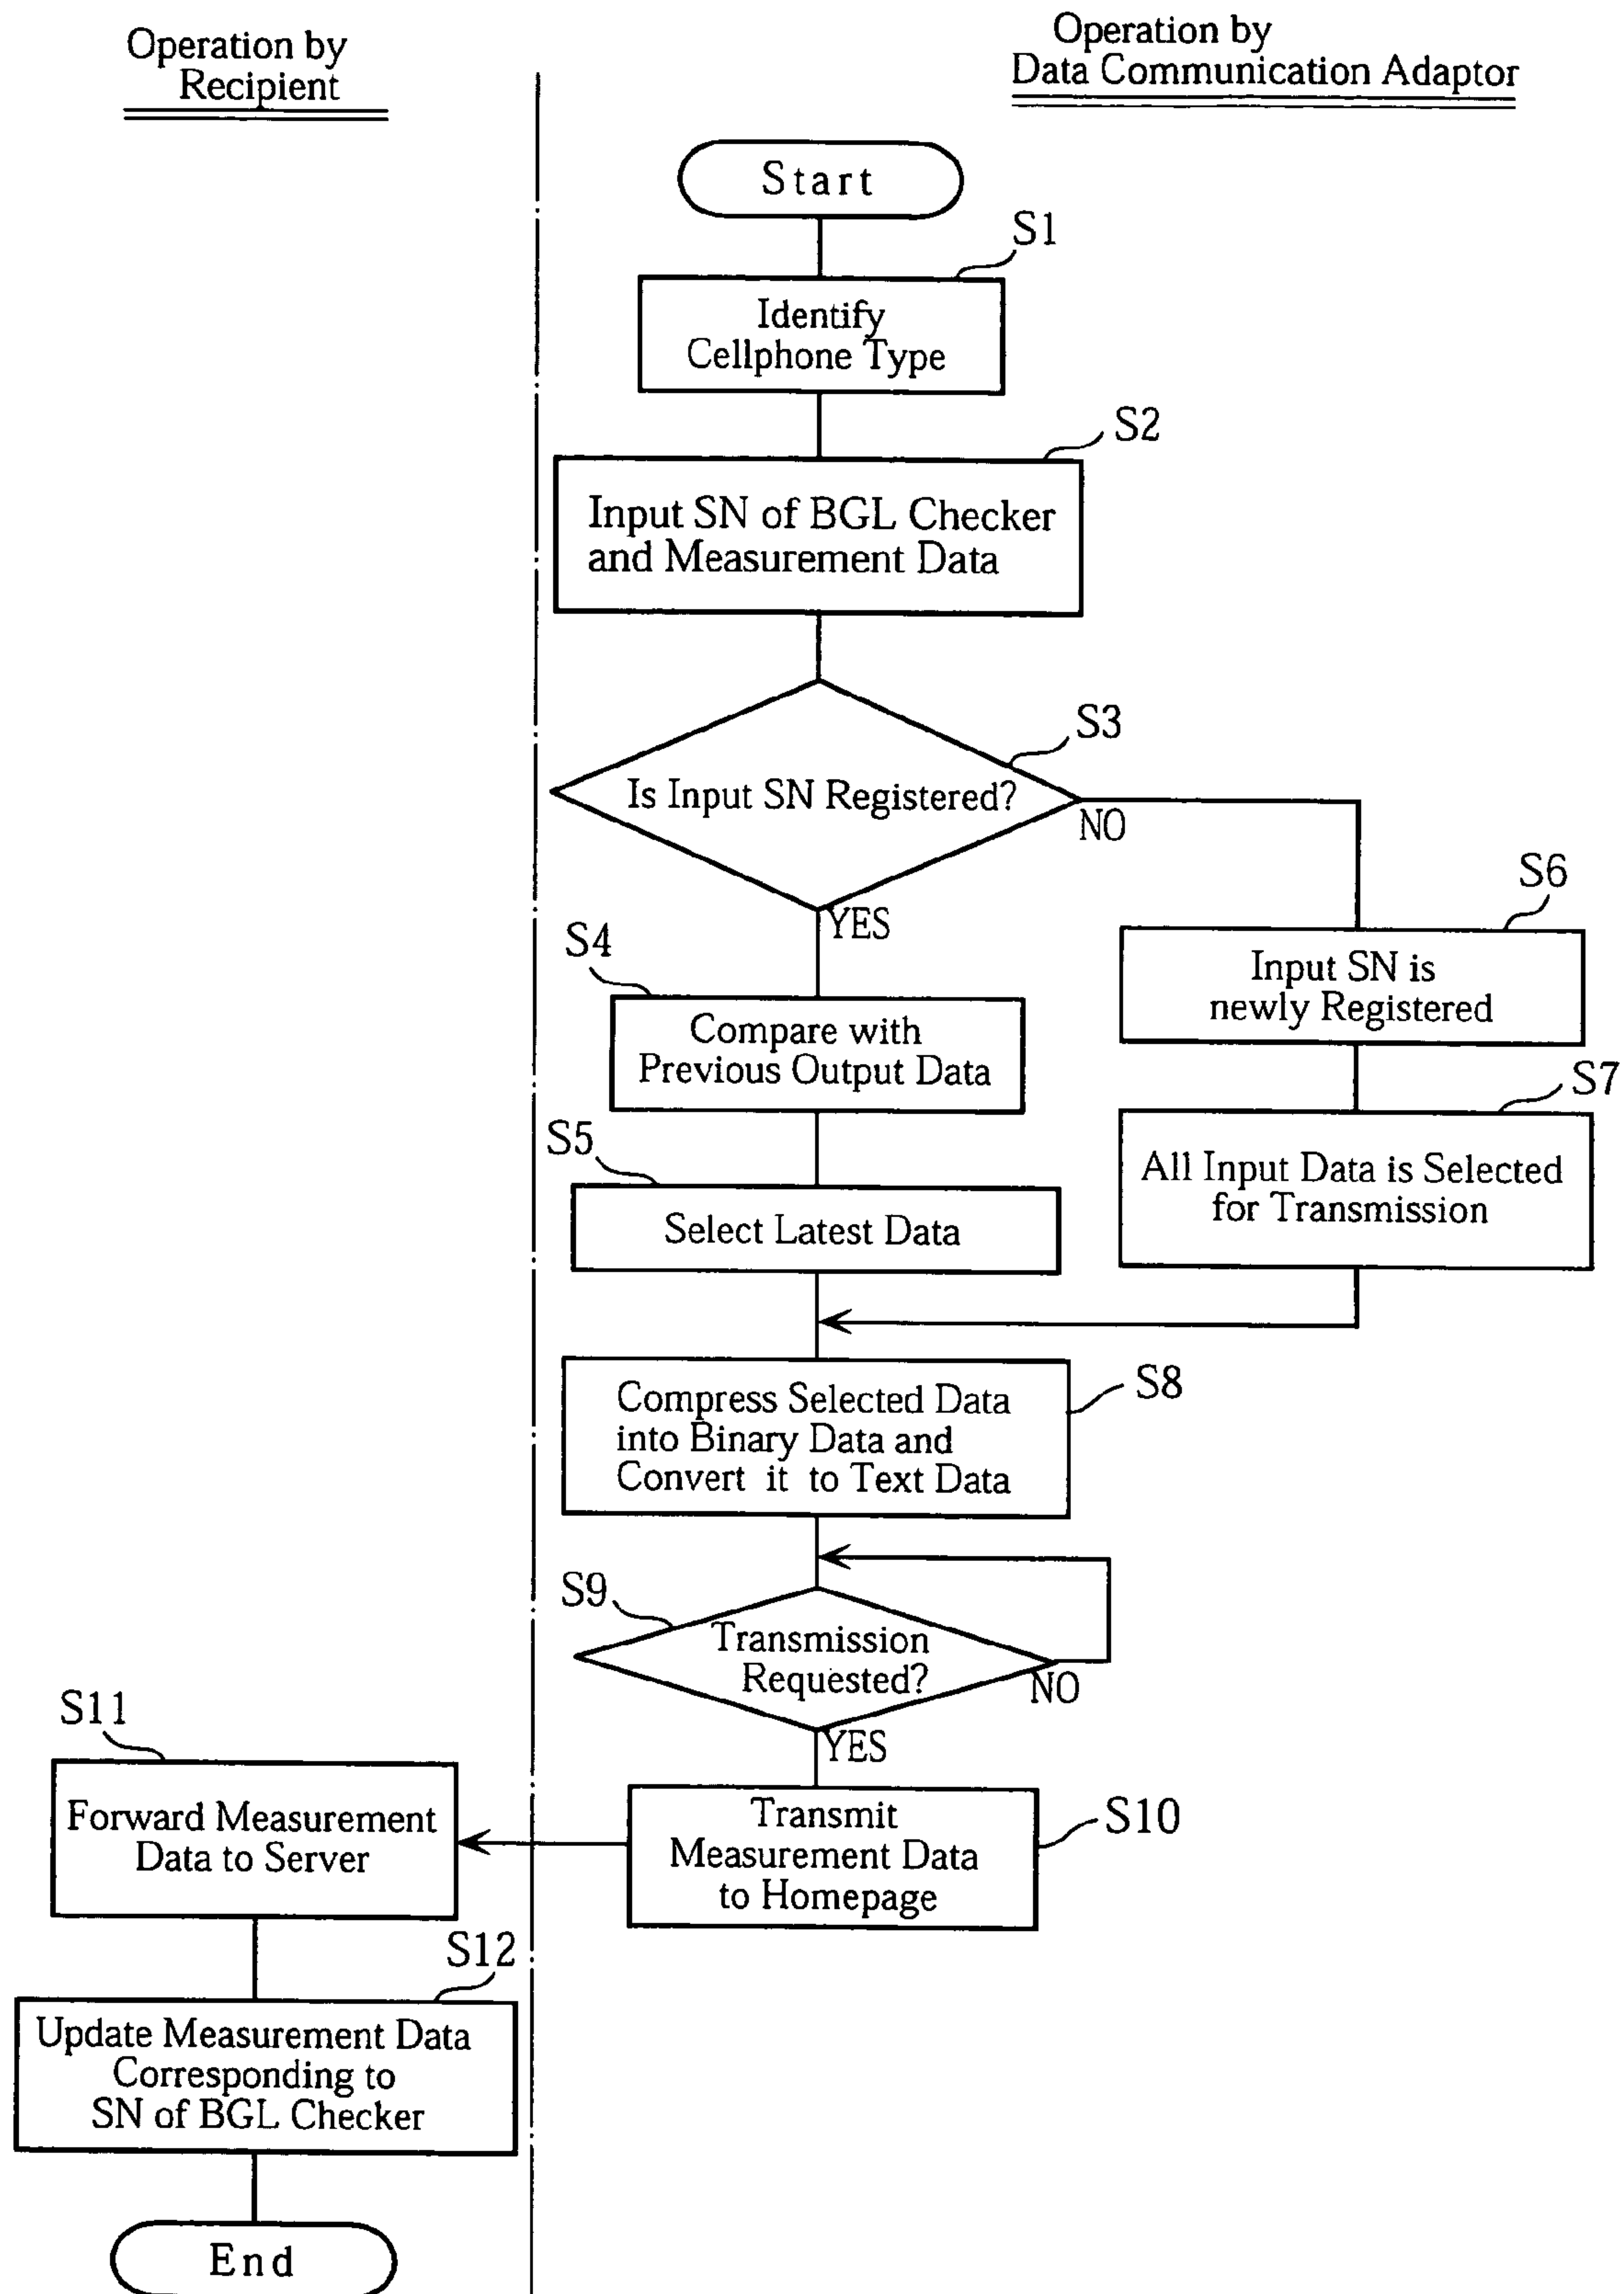 Operation by
Recipient
Operation by
Data Communication Adaptor
Start
S1
Identify
Cellphone Type
S2
Input SN of BGL Checker
and Measurement Data
S3
Is Input SN Registered?
NO
YES
S6
Input SN is
newly Registered
S4
Compare with
Previous Output Data
S7
All Input Data is Selected
for Transmission
S5
Select Latest Data
S8
Compress Selected Data
into Binary Data and
Convert it to Text Data
S9
Transmission
Requested?
NO
YES
S10
Transmit
Measurement Data
to Homepage
S11
Forward Measurement
Data to Server
S12
Update Measurement Data
Corresponding to
SN of BGL Checker
End